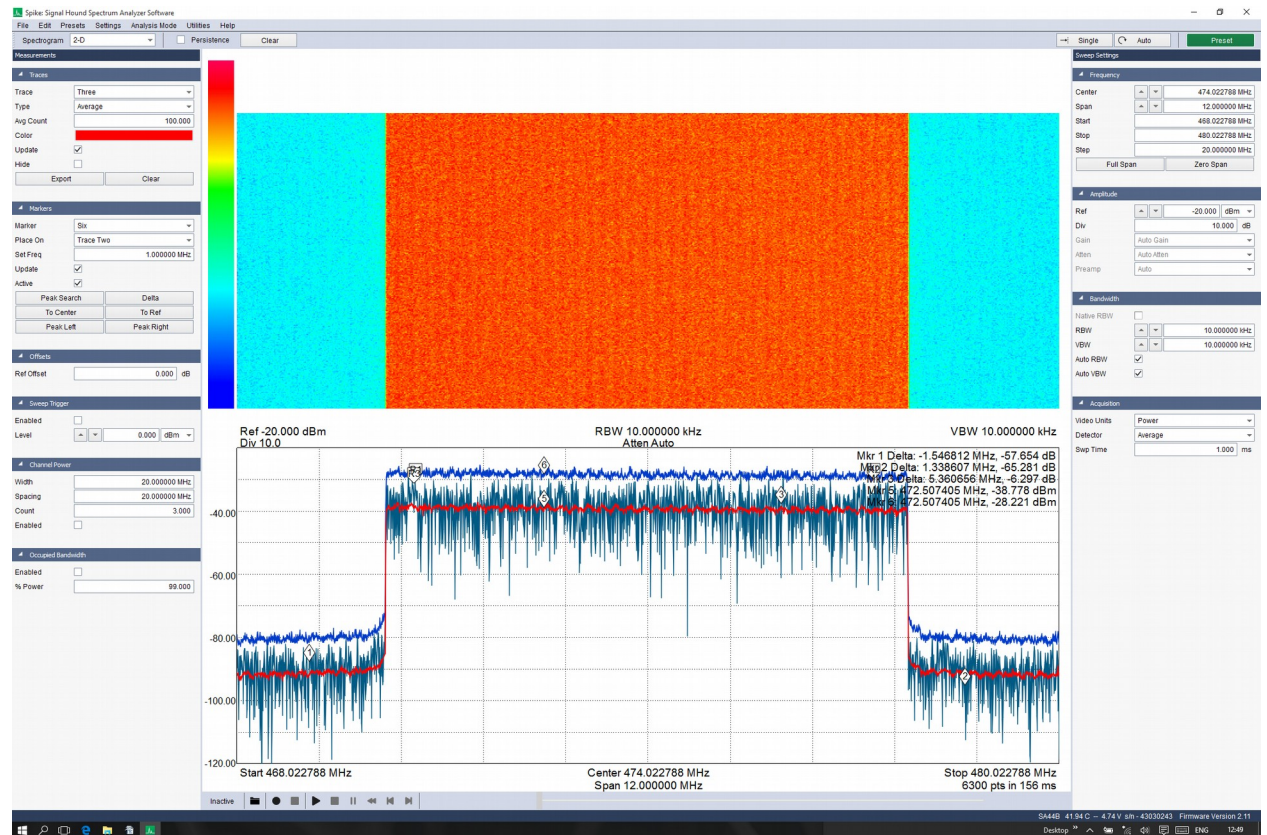 Spike: Signal Hound Spectrum Analyzer Software
File Edit Presets Settings Analysis Mode Utilities Help
Spectrogram 2-D Persistence Clear Single Auto Preset
Measurements
Traces
Trace Three
Type Average
Avg Count 100.000
Color
Update
Hide
Export Clear
Markers
Marker Six
Place On Trace Two
Set Freq 1.000000 MHz
Update
Active
Peak Search Delta
To Center To Ref
Peak Left Peak Right
Offsets
Ref Offset 0.000 dB
Sweep Trigger
Enabled
Level 0.000 dBm
Channel Power
Width 20.000000 MHz
Spacing 20.000000 MHz
Count 3.000
Enabled
Occupied Bandwidth
Enabled
% Power 99.000
Ref -20.000 dBm RBW 10.000000 kHz VBW 10.000000 kHz
Div 10.0 Atten Auto
Mkr 1 Delta: -1.546812 MHz, -57.654 dB
Mkr 2 Delta: 1.338607 MHz, -65.281 dB
Mkr 3 Delta: 5.360656 MHz, -6.297 dB
Mkr 5: 472.507405 MHz, -38.778 dBm
Mkr 6: 472.507405 MHz, -28.221 dBm
R3
6
5
3
1
2
-40.00
-60.00
-80.00
-100.00
-120.00
Start 468.022788 MHz Center 474.022788 MHz Stop 480.022788 MHz
Span 12.000000 MHz 6300 pts in 156 ms
Inactive
Sweep Settings
Frequency
Center 474.022788 MHz
Span 12.000000 MHz
Start 468.022788 MHz
Stop 480.022788 MHz
Step 20.000000 MHz
Full Span Zero Span
Amplitude
Ref -20.000 dBm
Div 10.000 dB
Gain Auto Gain
Atten Auto Atten
Preamp Auto
Bandwidth
Native RBW
RBW 10.000000 kHz
VBW 10.000000 kHz
Auto RBW
Auto VBW
Acquisition
Video Units Power
Detector Average
Swp Time 1.000 ms
SA44B 41.94 C -- 4.74 V s/n - 43030243 Firmware Version 2.11
Desktop ENG 12:49